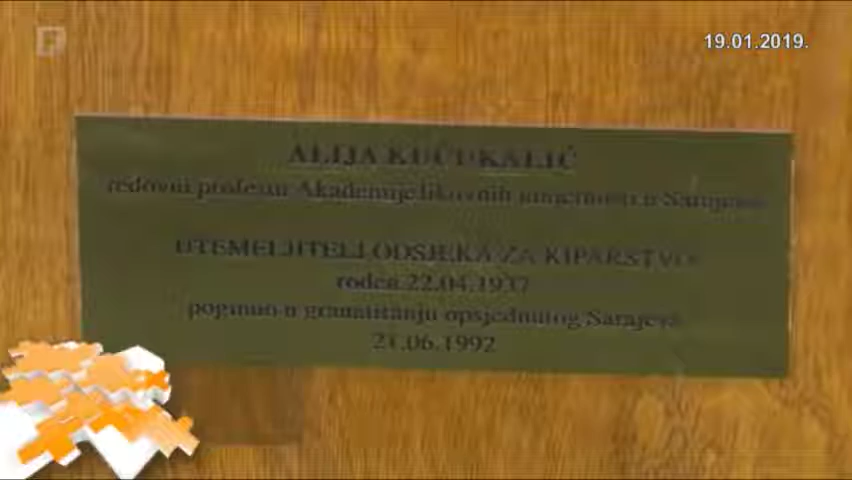 19.01.2019.
ALIJA KUČUKALIĆ
redovni profesor Akademije likovnih umjetnosti u Sarajevu
UTEMELJITELJ ODSJEKA ZA KIPARSTVO
rođen 22.04.1937
poginuo u granatiranju opsjednutog Sarajeva
21.06.1992